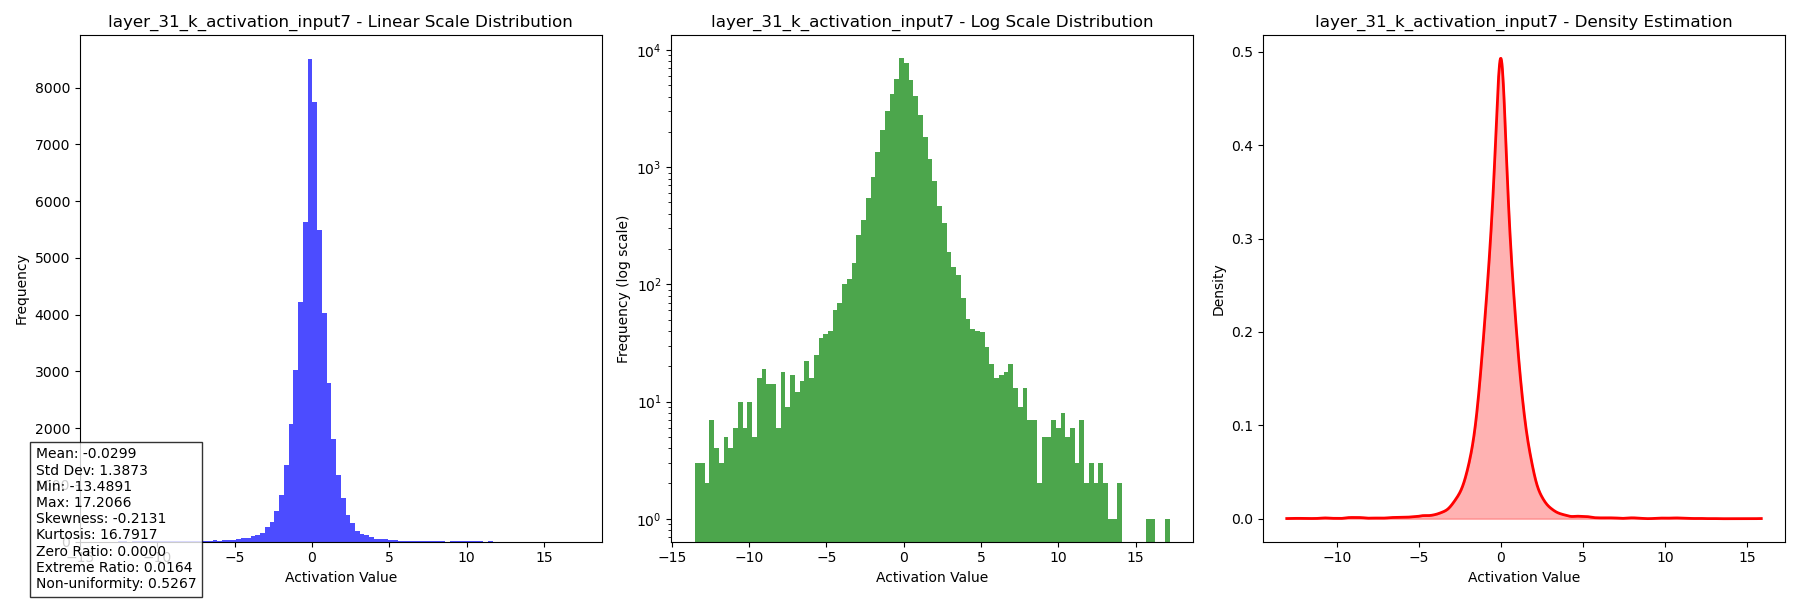 layer_31_k_activation_input7 - Linear Scale Distribution
8000
7000
6000
5000
4000
3000
2000
Frequency
−5
0
5
10
15
Activation Value
Mean: -0.0299
Std Dev: 1.3873
Min: -13.4891
Max: 17.2066
Skewness: -0.2131
Kurtosis: 16.7917
Zero Ratio: 0.0000
Extreme Ratio: 0.0164
Non-uniformity: 0.5267
layer_31_k_activation_input7 - Log Scale Distribution
10⁴
10³
10²
10¹
10⁰
Frequency (log scale)
−15
−10
−5
0
5
10
15
Activation Value
layer_31_k_activation_input7 - Density Estimation
0.5
0.4
0.3
0.2
0.1
0.0
Density
−10
−5
0
5
10
15
Activation Value